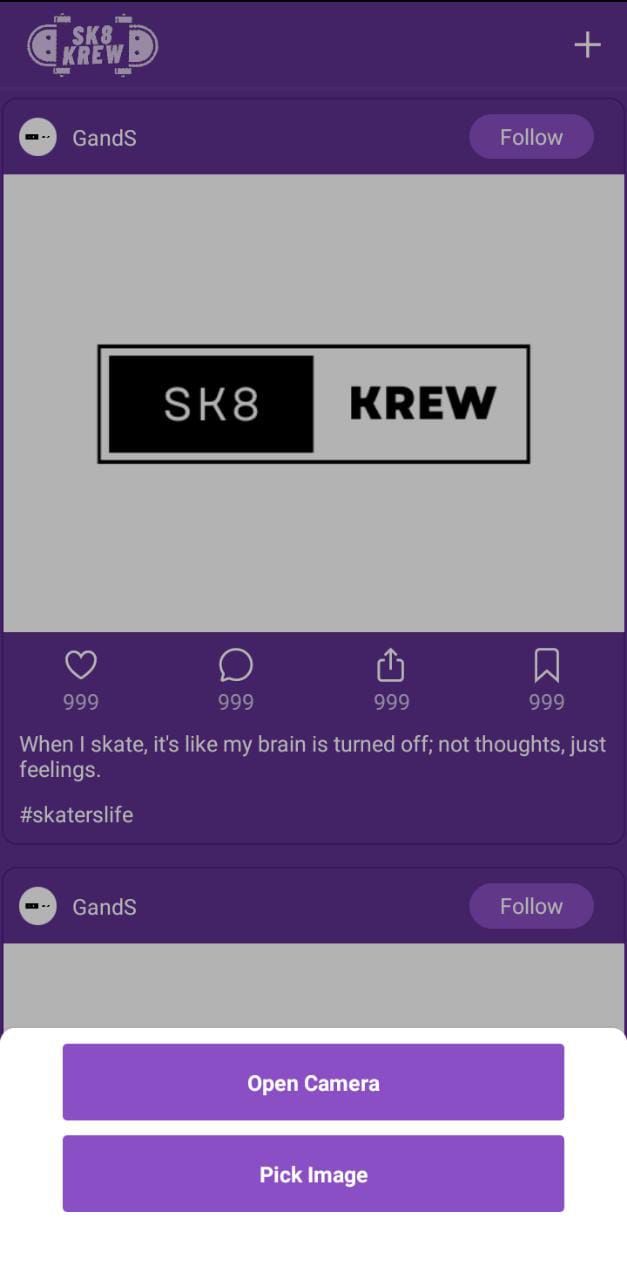 SK8
KREW
GandS
Follow
SK8 KREW
999 999 999 999
When I skate, it's like my brain is turned off; not thoughts, just
feelings.
#skaterslife
GandS
Follow
Open Camera
Pick Image